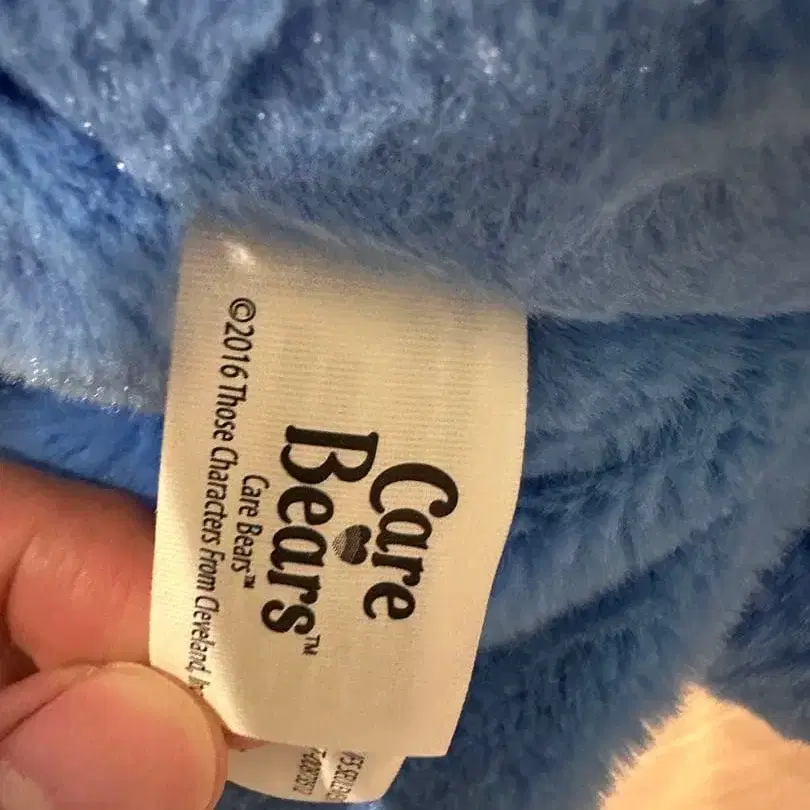 Care
Bears™
Care Bears™
©2016 Those Characters From Cleveland,